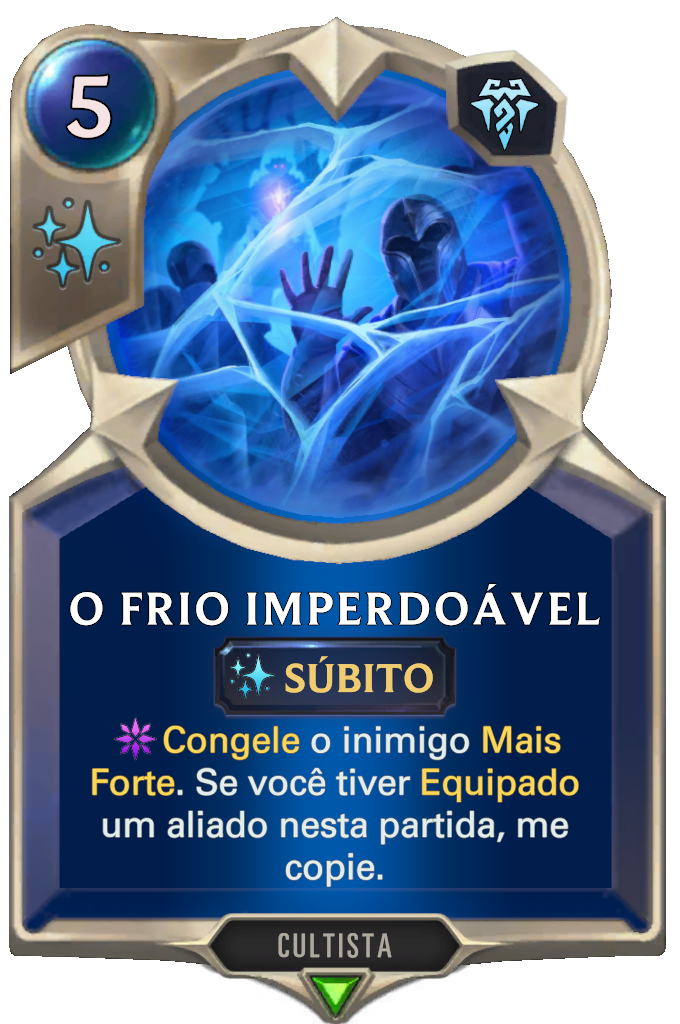 5
O FRIO IMPERDOÁVEL
SÚBITO
Congele o inimigo Mais
Forte. Se você tiver Equipado
um aliado nesta partida, me
copie.
CULTISTA